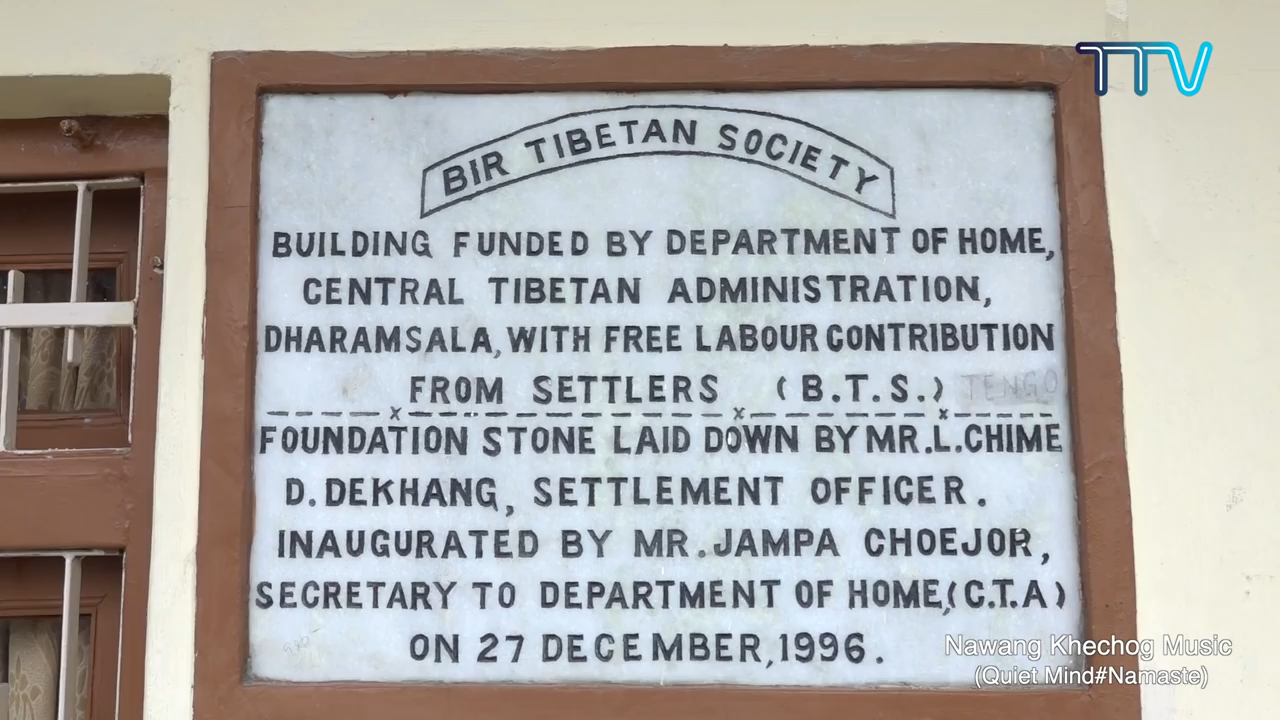 TTV
BIR TIBETAN SOCIETY
BUILDING FUNDED BY DEPARTMENT OF HOME,
CENTRAL TIBETAN ADMINISTRATION,
DHARAMSALA, WITH FREE LABOUR CONTRIBUTION
FROM SETTLERS (B.T.S.) TENGO
FOUNDATION STONE LAID DOWN BY MR.L.CHIME
D.DEKHANG, SETTLEMENT OFFICER.
INAUGURATED BY MR.JAMPA CHOEJOR,
SECRETARY TO DEPARTMENT OF HOME,(C.T.A)
ON 27 DECEMBER,1996.
Nawang Khechog Music
(Quiet Mind#Namaste)